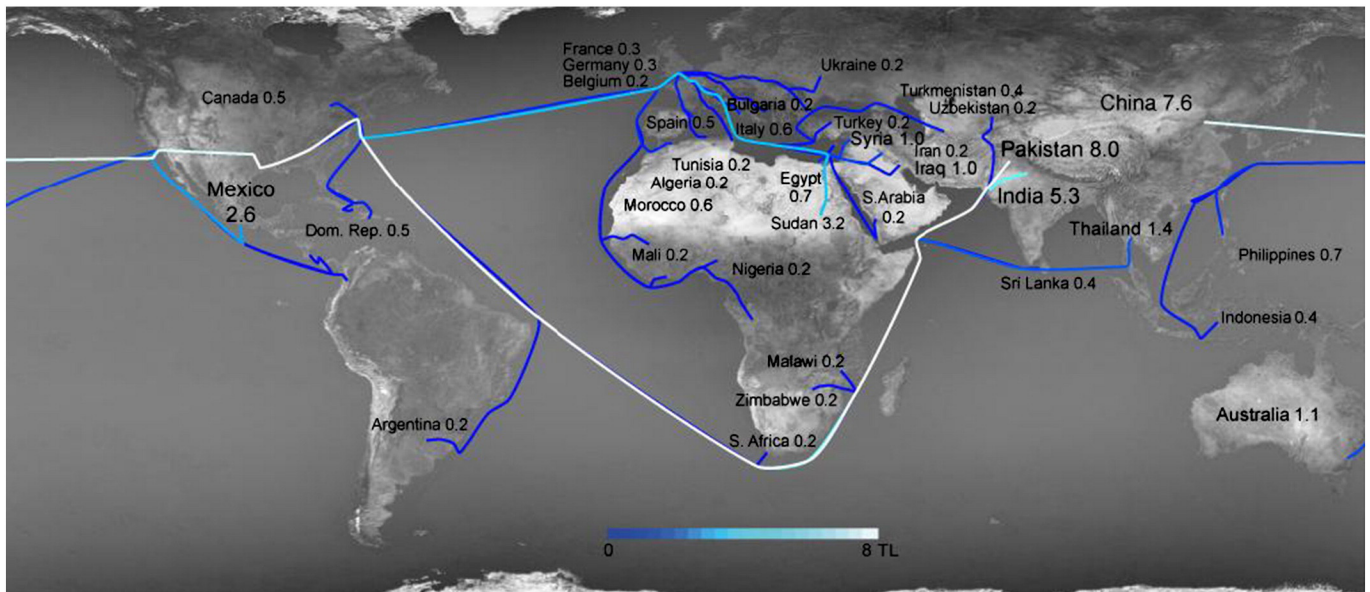 France 0.3
Germany 0.3
Belgium 0.2
Ukraine 0.2
Canada 0.5
Bulgaria 0.2
Turkmenistan 0.4
Uzbekistan 0.2
China 7.6
Spain 0.5
Italy 0.6
Turkey 0.2
Syria 1.0
Iran 0.2
Iraq 1.0
Pakistan 8.0
Tunisia 0.2
Algeria 0.2
Morocco 0.6
Egypt
0.7
Mexico
2.6
S.Arabia
0.2
India 5.3
Sudan 3.2
Dom. Rep. 0.5
Thailand 1.4
Mali 0.2
Nigeria 0.2
Philippines 0.7
Sri Lanka 0.4
Indonesia 0.4
Malawi 0.2
Zimbabwe 0.2
Australia 1.1
Argentina 0.2
S. Africa 0.2
0
8 TL